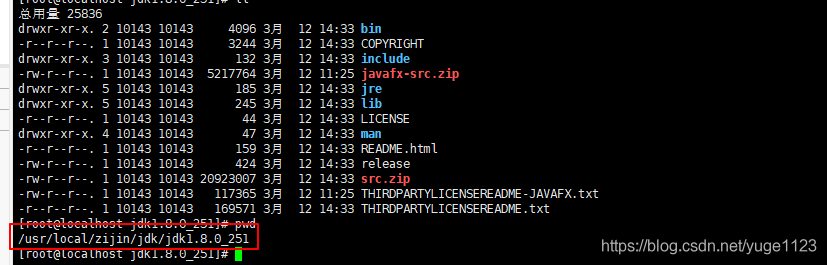 [root@localhost jdk1.8.0_251]# ll
总用量 25836
drwxr-xr-x. 2 10143 10143     4096 3月  12 14:33 bin
-r--r--r--. 1 10143 10143     3244 3月  12 14:33 COPYRIGHT
drwxr-xr-x. 3 10143 10143      132 3月  12 14:33 include
-rw-r--r--. 1 10143 10143  5217764 3月  12 11:25 javafx-src.zip
drwxr-xr-x. 5 10143 10143      185 3月  12 14:33 jre
drwxr-xr-x. 5 10143 10143      245 3月  12 14:33 lib
-r--r--r--. 1 10143 10143       44 3月  12 14:33 LICENSE
drwxr-xr-x. 4 10143 10143       47 3月  12 14:33 man
-r--r--r--. 1 10143 10143      159 3月  12 14:33 README.html
-rw-r--r--. 1 10143 10143      424 3月  12 14:33 release
-rw-r--r--. 1 10143 10143 20923007 3月  12 14:33 src.zip
-rw-r--r--. 1 10143 10143   117365 3月  12 11:25 THIRDPARTYLICENSEREADME-JAVAFX.txt
-r--r--r--. 1 10143 10143   169571 3月  12 14:33 THIRDPARTYLICENSEREADME.txt
[root@localhost jdk1.8.0_251]# pwd
/usr/local/zijin/jdk/jdk1.8.0_251
[root@localhost jdk1.8.0_251]#
https://blog.csdn.net/yuge1123